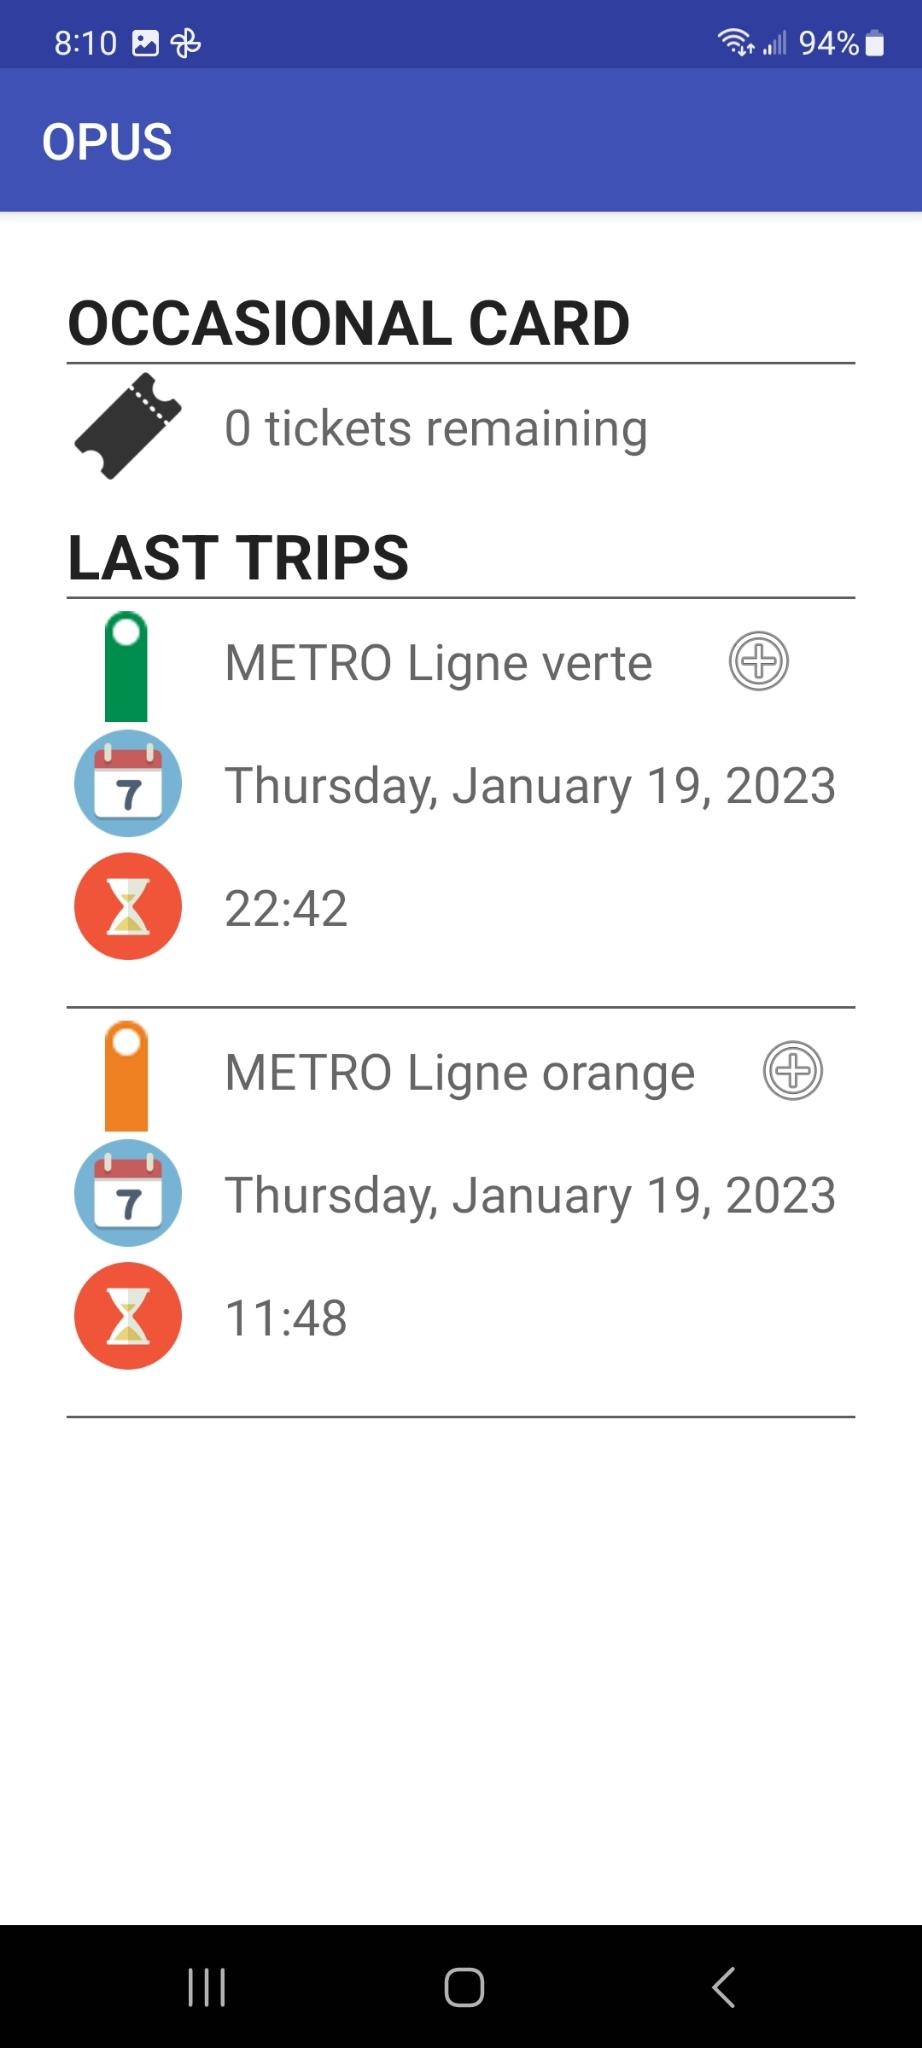 8:10 94%
OPUS
OCCASIONAL CARD
0 tickets remaining
LAST TRIPS
METRO Ligne verte
7
Thursday, January 19, 2023
22:42
METRO Ligne orange
7
Thursday, January 19, 2023
11:48